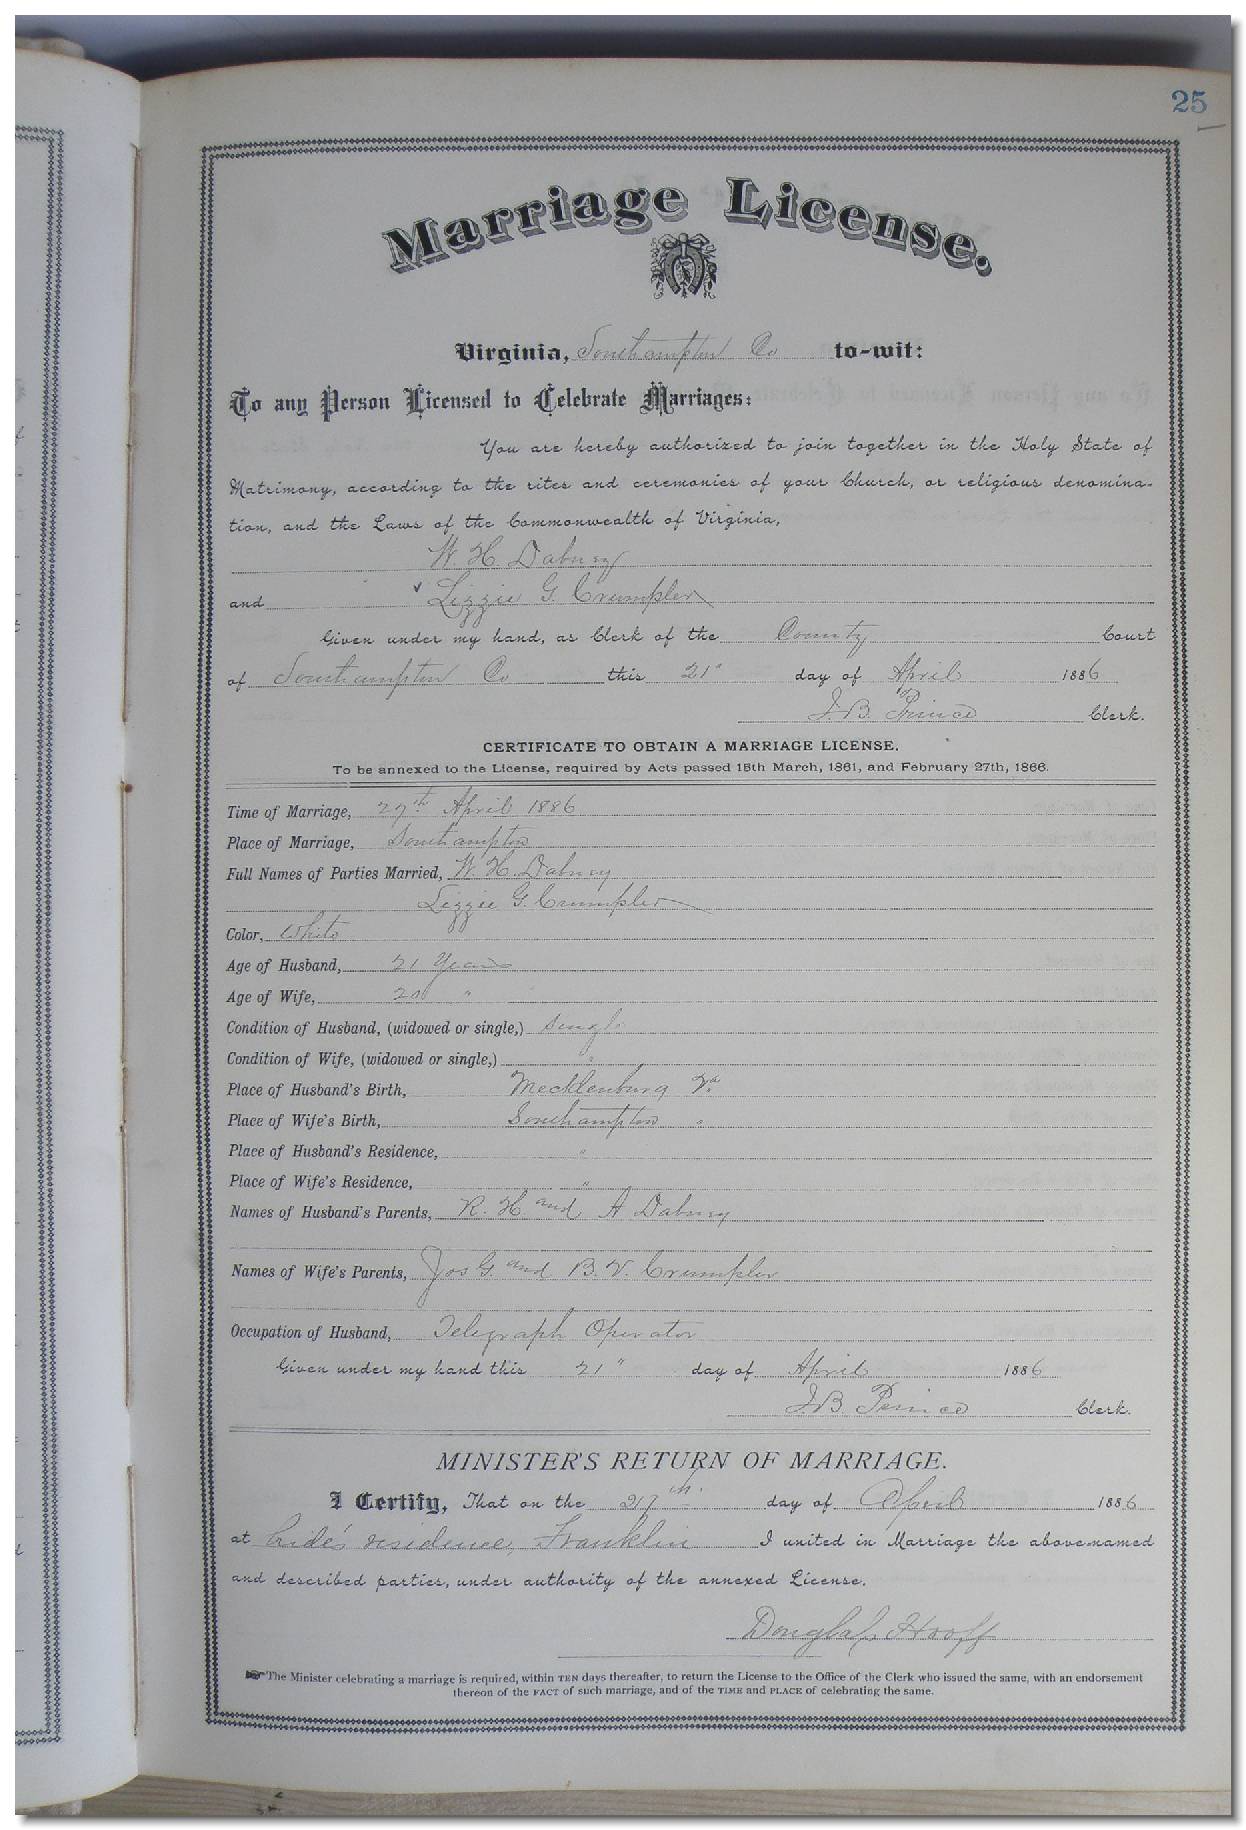 25
Marriage License.
Virginia, Southampton Co to-wit:
To any Person Licensed to Celebrate Marriages:
You are hereby authorized to join together in the Holy State of
Matrimony, according to the rites and ceremonies of your Church, or religious denomina-
tion, and the Laws of the Commonwealth of Virginia,
W. H. Dabney
and Lizzie G. Crumpler
Given under my hand, as Clerk of the County Court
of Southampton Co this 21" day of April 1886
J. B. Prince Clerk.
CERTIFICATE TO OBTAIN A MARRIAGE LICENSE.
To be annexed to the License, required by Acts passed 15th March, 1861, and February 27th, 1866.
Time of Marriage, 27th April 1886
Place of Marriage, Southampton
Full Names of Parties Married, W. H. Dabney
Lizzie G. Crumpler
Color, White
Age of Husband, 21 Years
Age of Wife, 20 "
Condition of Husband, (widowed or single,) Single
Condition of Wife, (widowed or single,) "
Place of Husband's Birth, Mecklenburg Va
Place of Wife's Birth, Southampton "
Place of Husband's Residence, "
Place of Wife's Residence, "
Names of Husband's Parents, R. H and A Dabney
Names of Wife's Parents, Jos G. and B. V. Crumpler
Occupation of Husband, Telegraph Operator
Given under my hand this 21" day of April 1886
J. B. Prince Clerk.
MINISTER'S RETURN OF MARRIAGE.
I Certify, That on the 27th. day of April 1886
at residence, Franklin I united in Marriage the above-named
and described parties, under authority of the annexed License.
Douglass Hooff
The Minister celebrating a marriage is required, within TEN days thereafter, to return the License to the Office of the Clerk who issued the same, with an endorsement
thereon of the FACT of such marriage, and of the TIME and PLACE of celebrating the same.